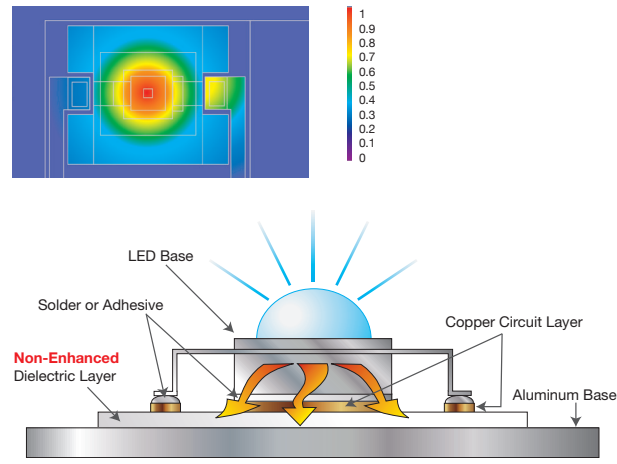 1
0.9
0.8
0.7
0.6
0.5
0.4
0.3
0.2
0.1
0
LED Base
Solder or Adhesive
Copper Circuit Layer
Non-Enhanced
Dielectric Layer
Aluminum Base